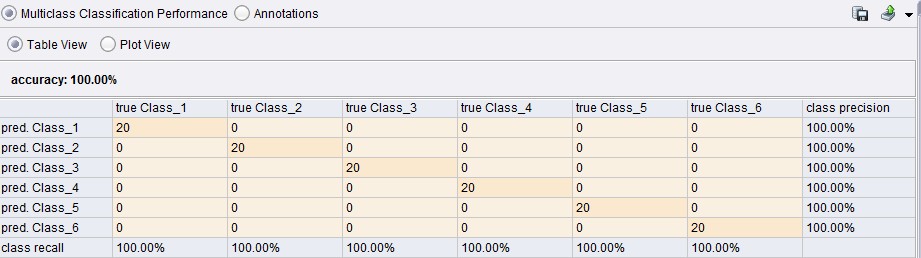 Multiclass Classification Performance Annotations
Table View Plot View
accuracy: 100.00%
true Class_1 true Class_2 true Class_3 true Class_4 true Class_5 true Class_6 class precision
pred. Class_1 20 0 0 0 0 0 100.00%
pred. Class_2 0 20 0 0 0 0 100.00%
pred. Class_3 0 0 20 0 0 0 100.00%
pred. Class_4 0 0 0 20 0 0 100.00%
pred. Class_5 0 0 0 0 20 0 100.00%
pred. Class_6 0 0 0 0 0 20 100.00%
class recall 100.00% 100.00% 100.00% 100.00% 100.00% 100.00%